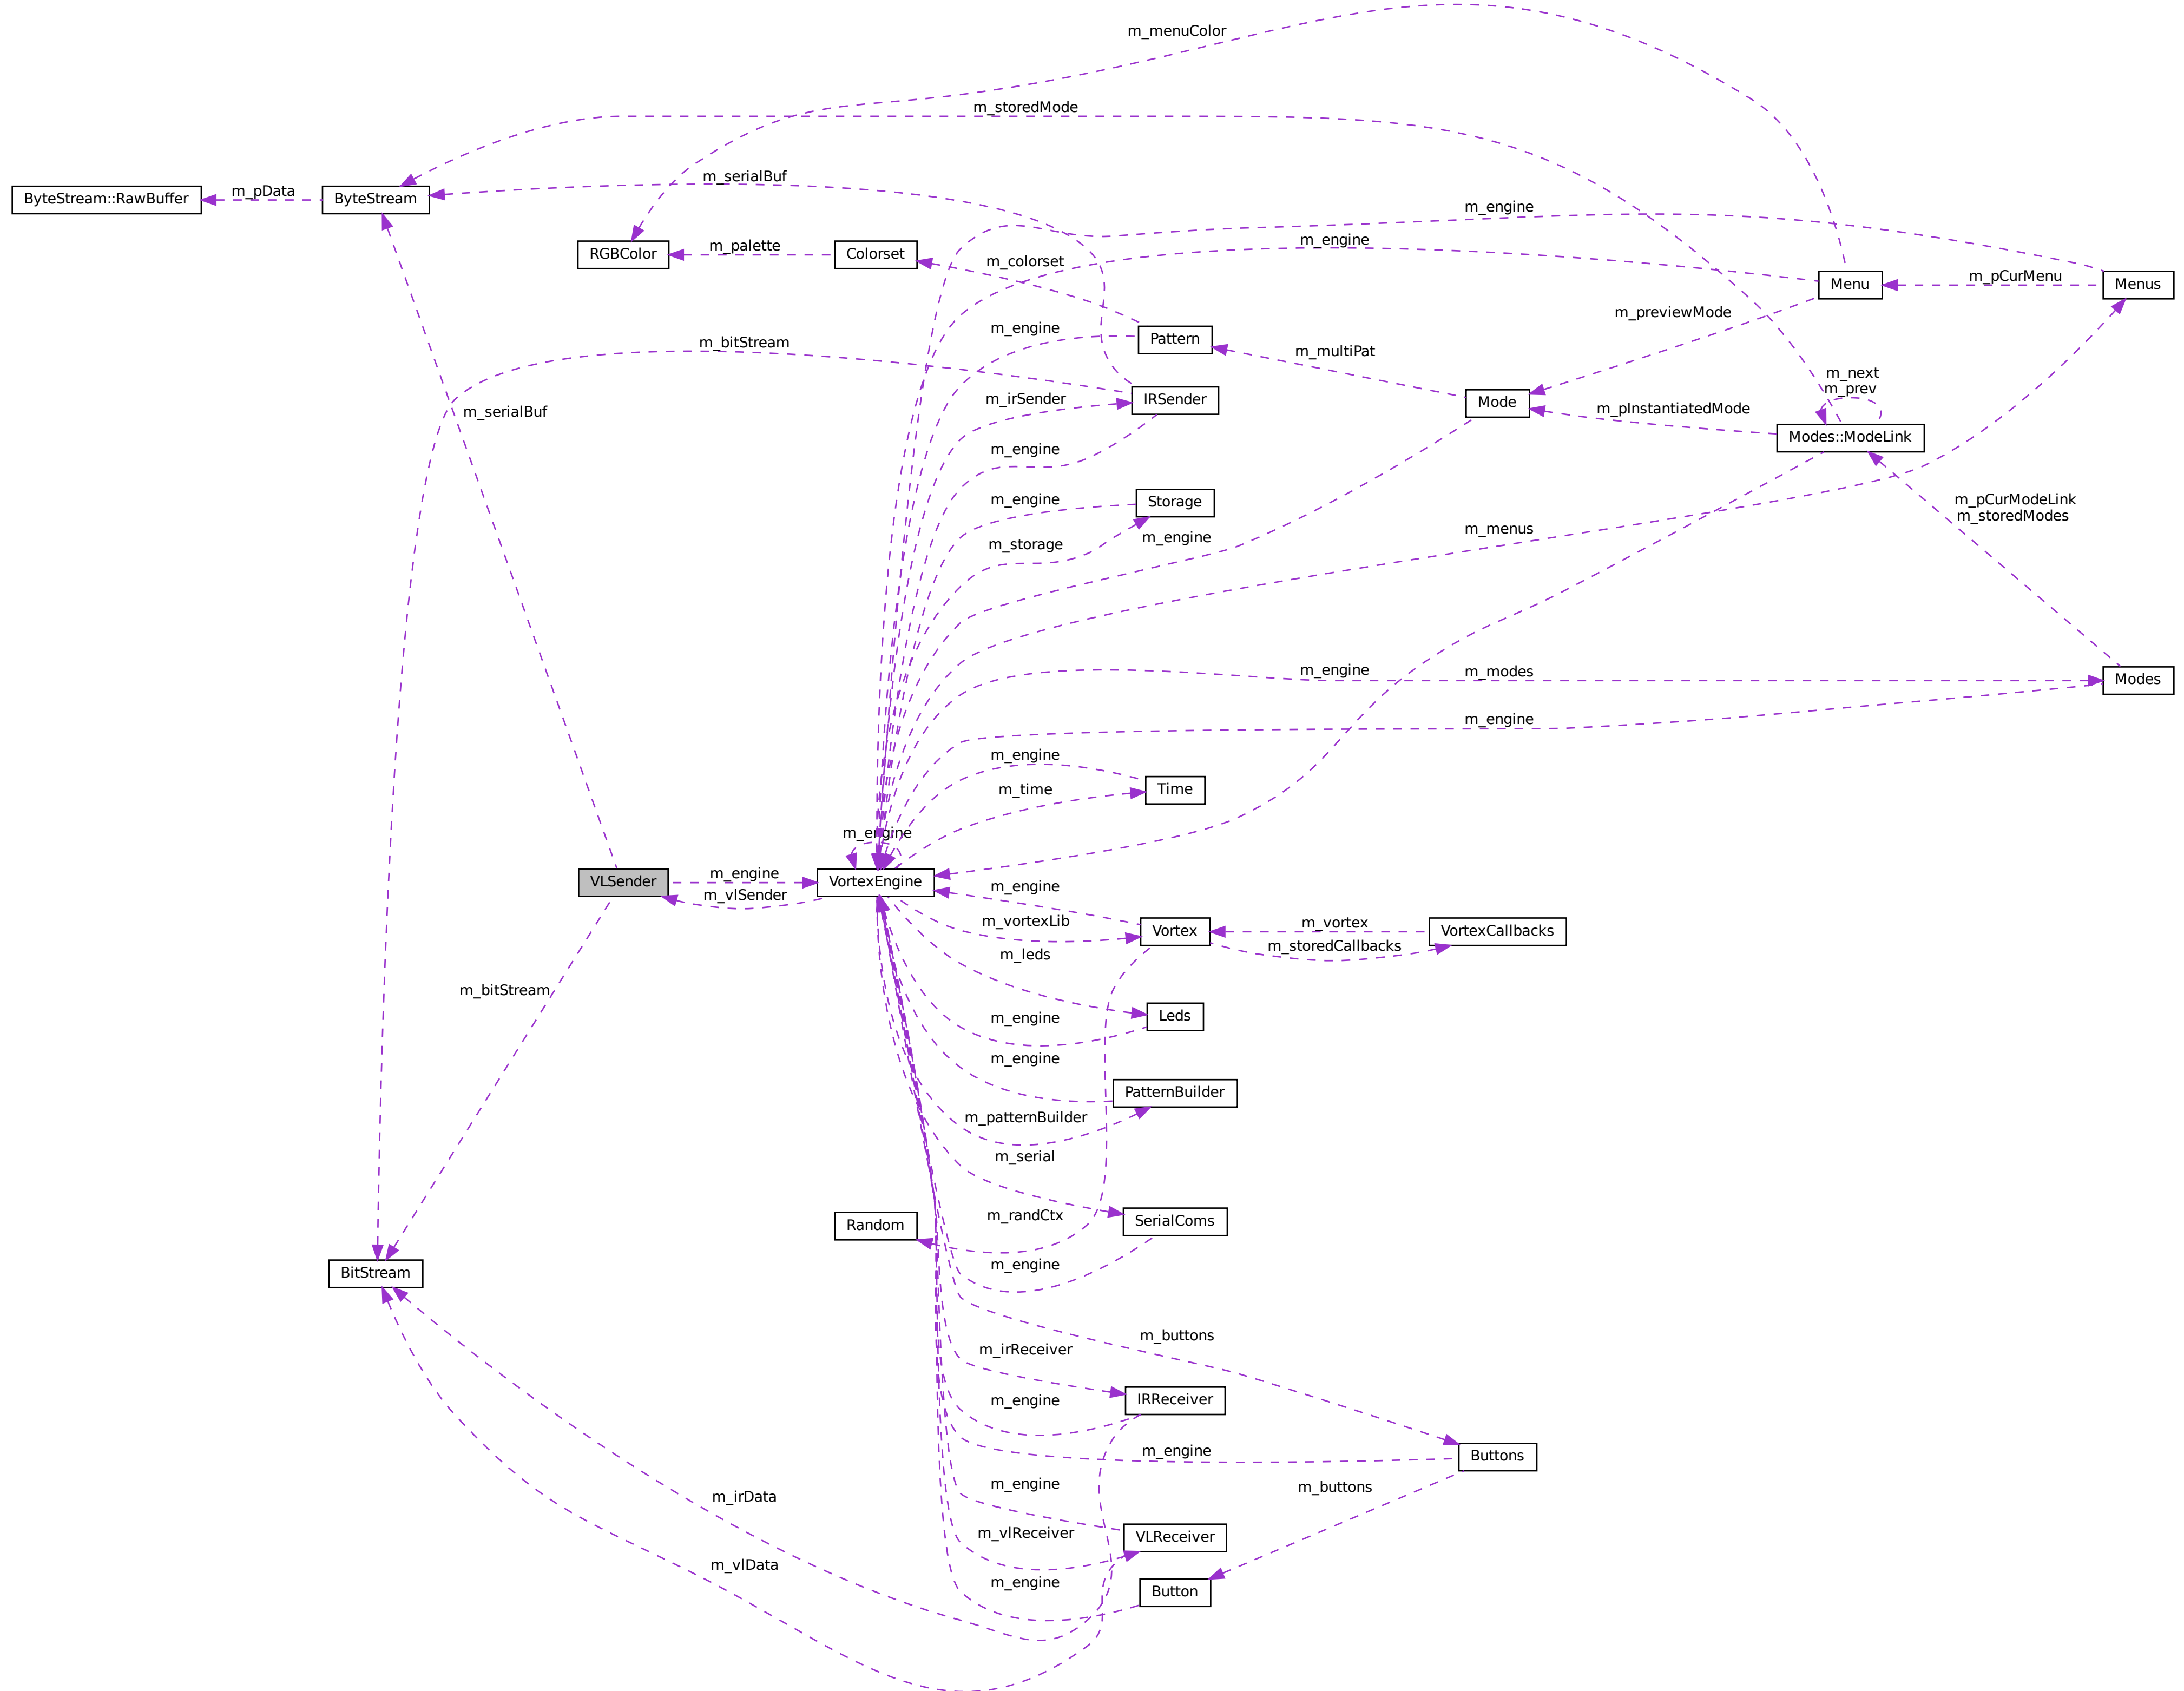 m_menuColor
m_storedMode
m_serialBuf
ByteStream::RawBuffer
m_pData
ByteStream
m_engine
m_engine
RGBColor
m_palette
Colorset
m_colorset
Menu
m_pCurMenu
Menus
m_previewMode
m_engine
Pattern
m_bitStream
m_multiPat
m_next
m_prev
m_irSender
IRSender
Mode
m_pInstantiatedMode
m_serialBuf
Modes::ModeLink
m_engine
m_engine
Storage
m_pCurModeLink
m_storedModes
m_storage
m_engine
m_menus
m_engine
m_modes
Modes
m_engine
m_engine
m_time
Time
m_engine
VLSender
m_engine
VortexEngine
m_vlSender
m_engine
m_vortexLib
Vortex
m_vortex
VortexCallbacks
m_storedCallbacks
m_leds
m_bitStream
Leds
m_engine
m_engine
PatternBuilder
m_patternBuilder
m_serial
Random
m_randCtx
SerialComs
m_engine
BitStream
m_buttons
m_irReceiver
IRReceiver
m_engine
m_engine
Buttons
m_engine
m_buttons
m_irData
m_vlReceiver
VLReceiver
m_vlData
m_engine
Button